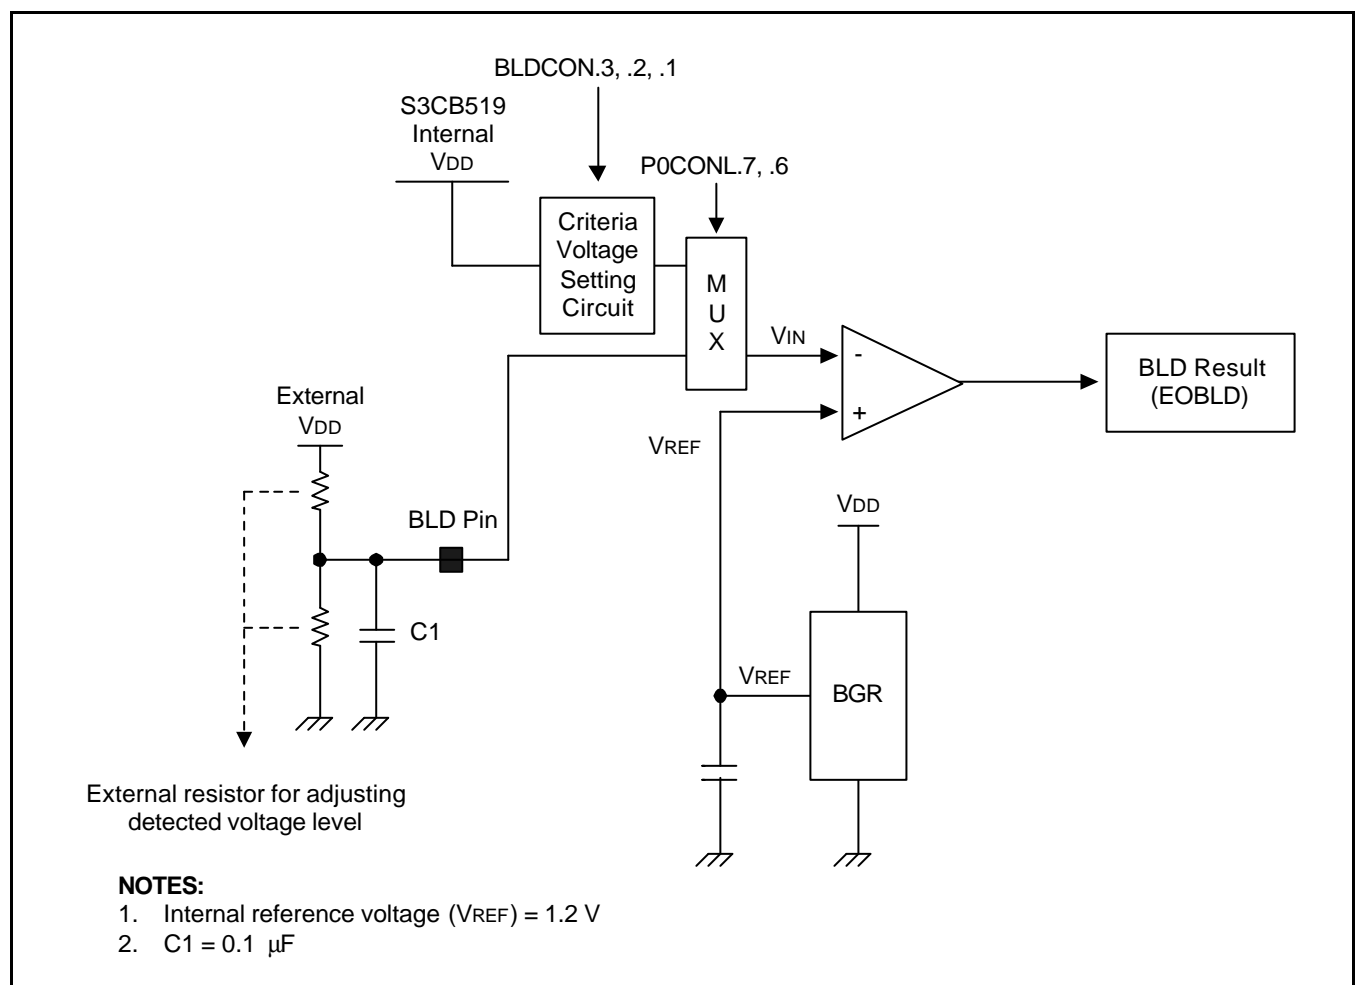 BLDCON.3, .2, .1
S3CB519
Internal
VDD
P0CONL.7, .6
Criteria
Voltage
Setting
Circuit
M
U
X
VIN
-
+
BLD Result
(EOBLD)
External
VDD
VREF
BLD Pin
VDD
C1
VREF
BGR
External resistor for adjusting
detected voltage level
NOTES:
1. Internal reference voltage (VREF) = 1.2 V
2. C1 = 0.1 μF